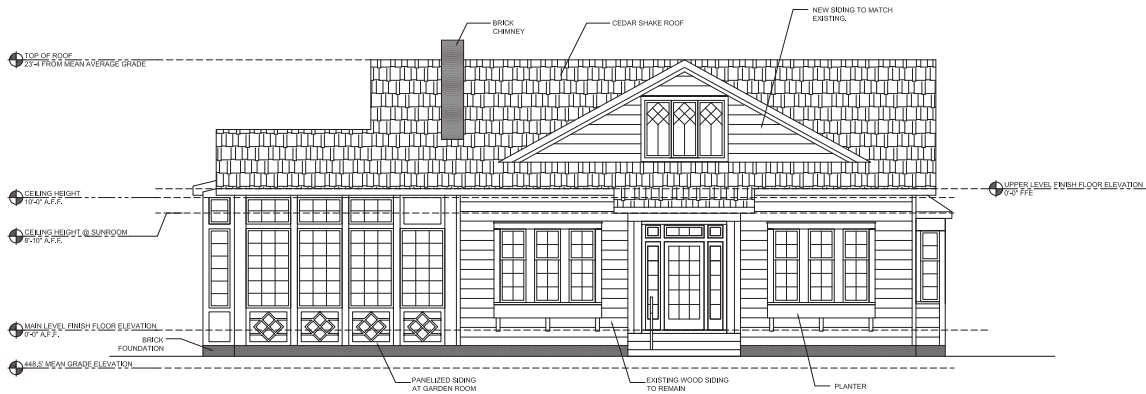 NEW SIDING TO MATCH
EXISTING.
BRICK
CHIMNEY
CEDAR SHAKE ROOF
TOP OF ROOF
23'-4 FROM MEAN AVERAGE GRADE
CEILING HEIGHT
10'-0" A.F.F.
UPPER LEVEL FINISH FLOOR ELEVATION
0'-0" FFE
CEILING HEIGHT @ SUNROOM
8'-10" A.F.F.
MAIN LEVEL FINISH FLOOR ELEVATION
0'-0" A.F.F.
BRICK
FOUNDATION
448.5' MEAN GRADE ELEVATION
PANELIZED SIDING
AT GARDEN ROOM
EXISTING WOOD SIDING
TO REMAIN
PLANTER